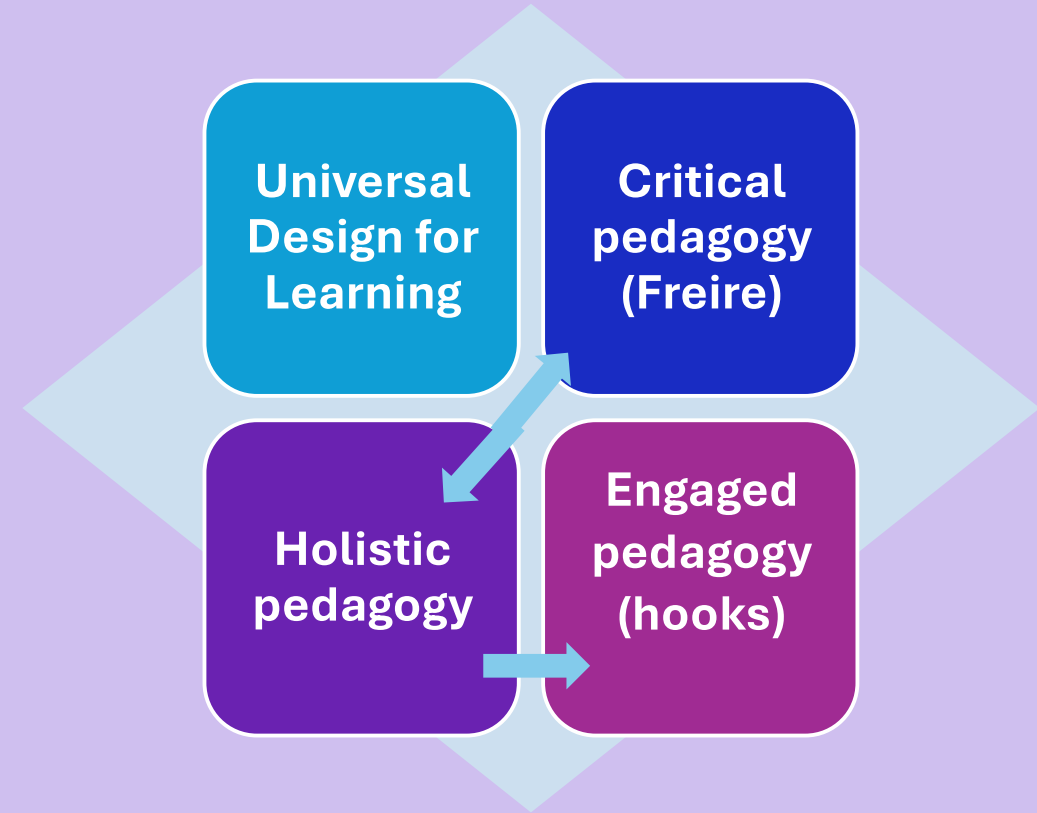 Universal
Design for
Learning
Critical
pedagogy
(Freire)
Holistic
pedagogy
Engaged
pedagogy
(hooks)